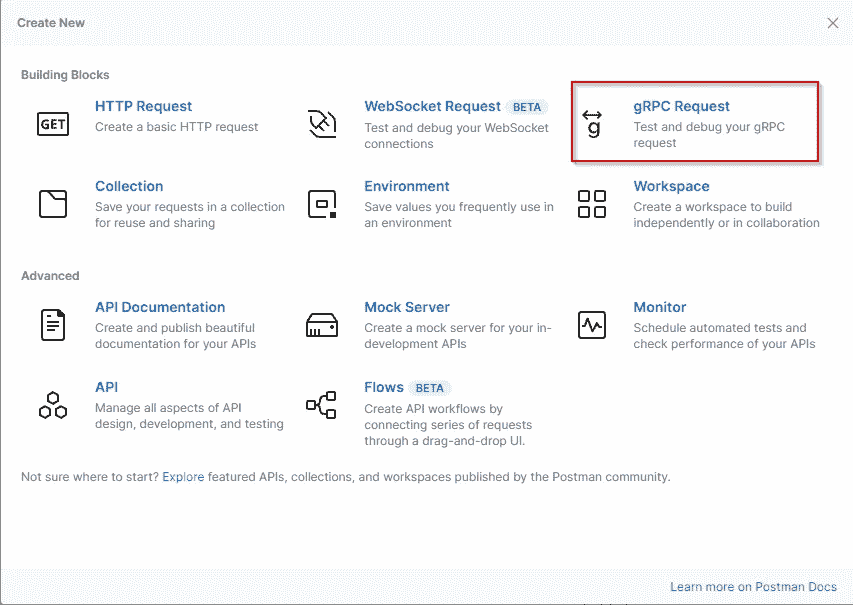 Create New
Building Blocks
GET
HTTP Request
Create a basic HTTP request
WebSocket Request BETA
Test and debug your WebSocket
connections
g
gRPC Request
Test and debug your gRPC
request
Collection
Save your requests in a collection
for reuse and sharing
Environment
Save values you frequently use in
an environment
Workspace
Create a workspace to build
independently or in collaboration
Advanced
API Documentation
Create and publish beautiful
documentation for your APIs
Mock Server
Create a mock server for your in-
development APIs
Monitor
Schedule automated tests and
check performance of your APIs
API
Manage all aspects of API
design, development, and testing
Flows BETA
Create API workflows by
connecting series of requests
through a drag-and-drop UI.
Not sure where to start? Explore featured APIs, collections, and workspaces published by the Postman community.
Learn more on Postman Docs